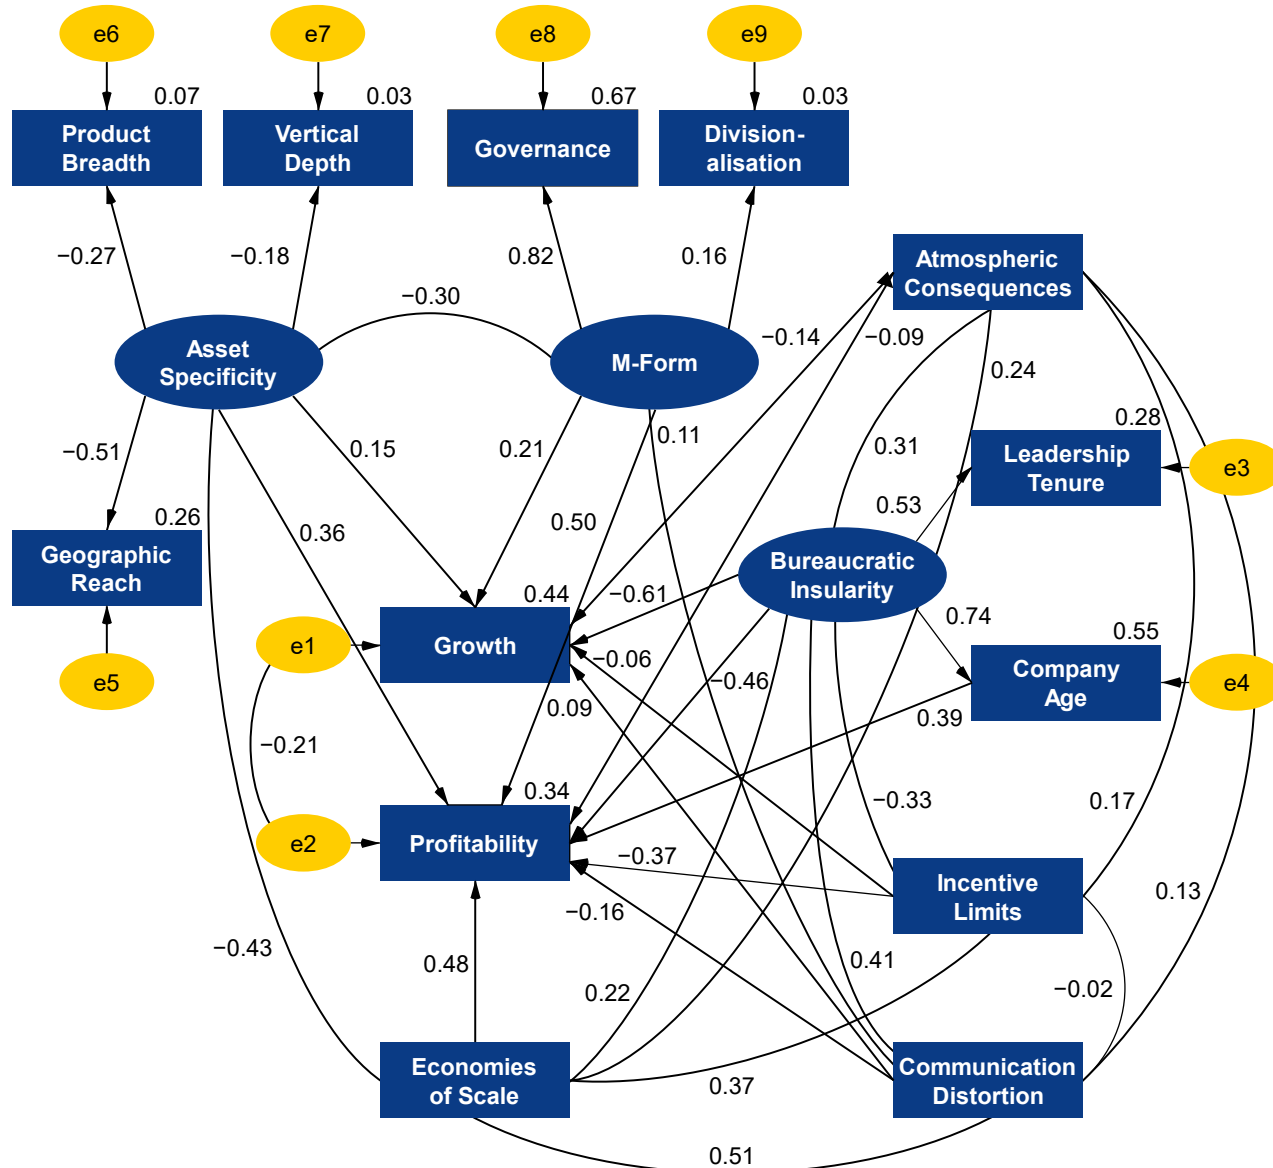 e6
e7
e8
e9
0.07
0.03
0.67
0.03
Product
Breadth
Vertical
Depth
Governance
Division-
alisation
−0.27
−0.18
0.82
0.16
Atmospheric
Consequences
−0.30
−0.14
−0.09
Asset
Specificity
M-Form
0.24
0.28
−0.51
0.15
0.21
0.11
0.31
Leadership
Tenure
e3
0.53
0.26
0.36
0.50
Geographic
Reach
Bureaucratic
Insularity
0.44
−0.61
0.74
0.55
e1
Growth
−0.06
Company
Age
e4
e5
−0.46
0.09
0.39
−0.21
0.34
−0.33
0.17
e2
Profitability
−0.37
Incentive
Limits
0.13
−0.16
−0.43
0.48
0.41
0.22
−0.02
Economies
of Scale
0.37
Communication
Distortion
0.51